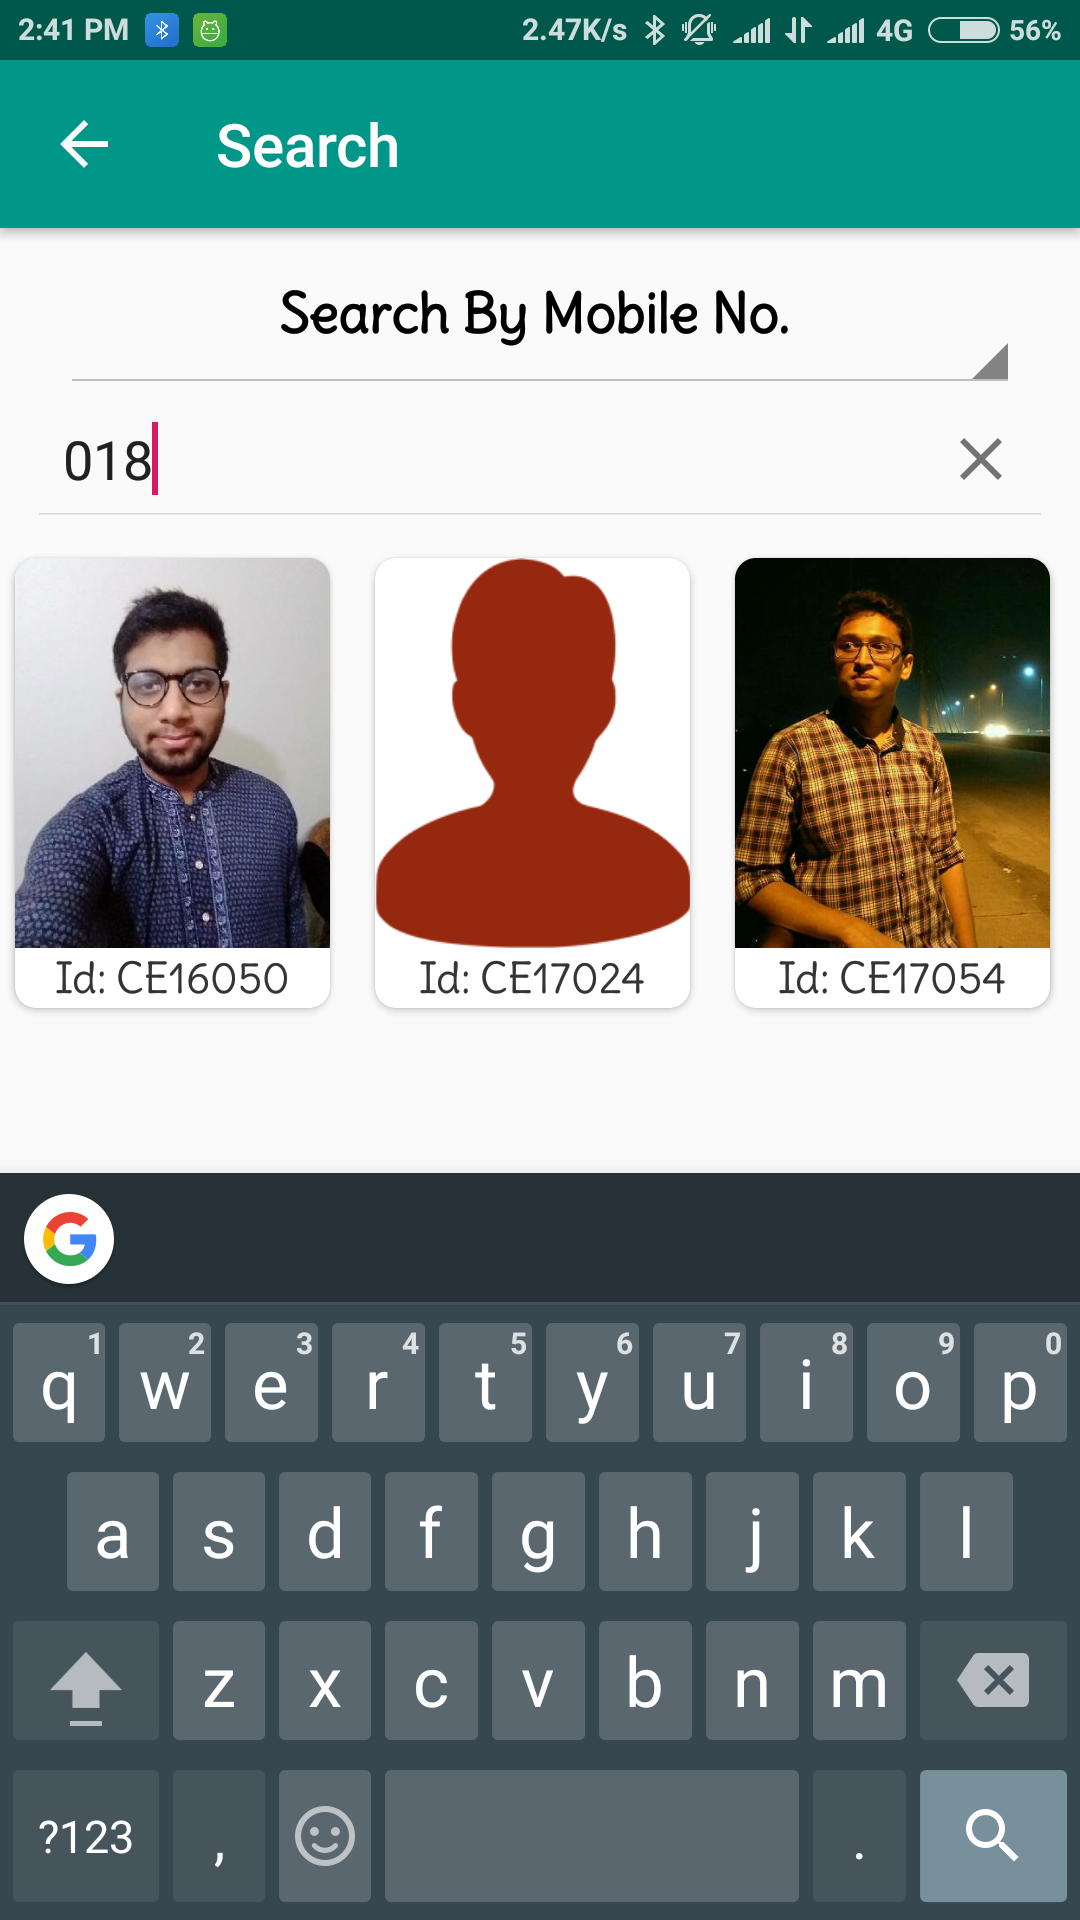 2:41 PM 2.47K/s 4G 56%
Search
Search By Mobile No.
018
Id: CE16050 Id: CE17024 Id: CE17054
1 2 3 4 5 6 7 8 9 0
q w e r t y u i o p
a s d f g h j k l
z x c v b n m
?123 , .